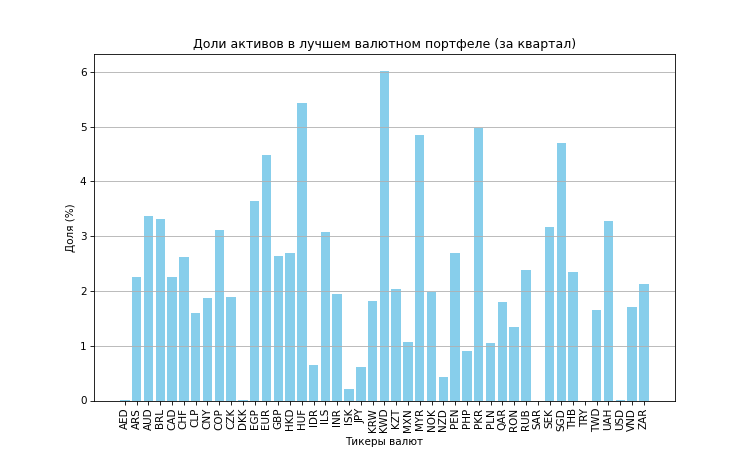 Доли активов в лучшем валютном портфеле (за квартал)
Доля (%)
6
5
4
3
2
1
0
AED ARS AUD BRL CAD CHF CLP CNY COP CZK DKK EGP EUR GBP HKD HUF IDR ILS INR ISK JPY KRW KWD KZT MXN MYR NOK NZD PEN PHP PKR PLN QAR RON RUB SAR SEK SGD THB TRY TWD UAH USD VND ZAR
Тикеры валют